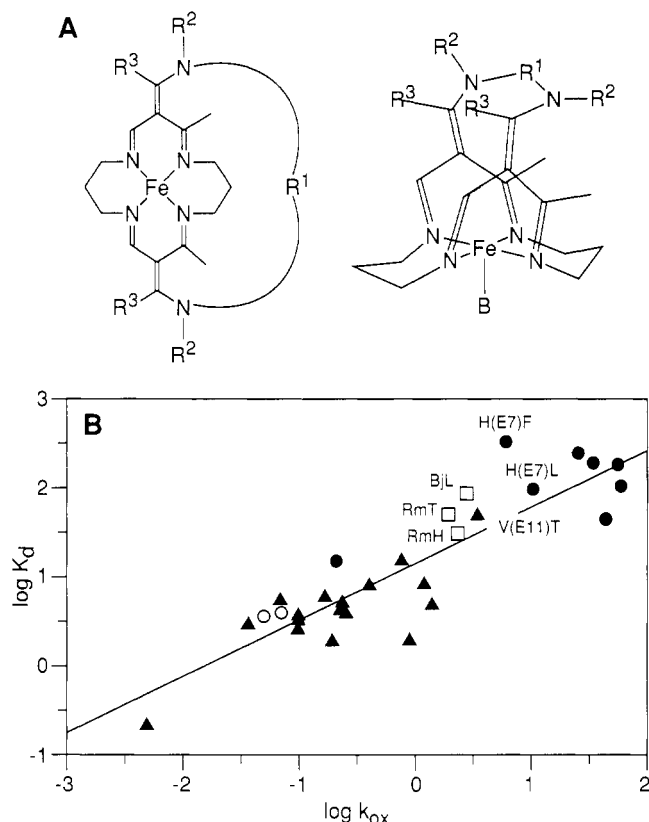 A
R²
R³ N
N N
Fe
N N
R¹
R³ N
R²
R²
N R¹ N R²
R³ R³
N N
Fe
N N
B
B
3
2
1
0
-1
log K_d
H(E7)F
BjL
H(E7)L
RmT
V(E11)T
RmH
-3 -2 -1 0 1 2
log k_ox